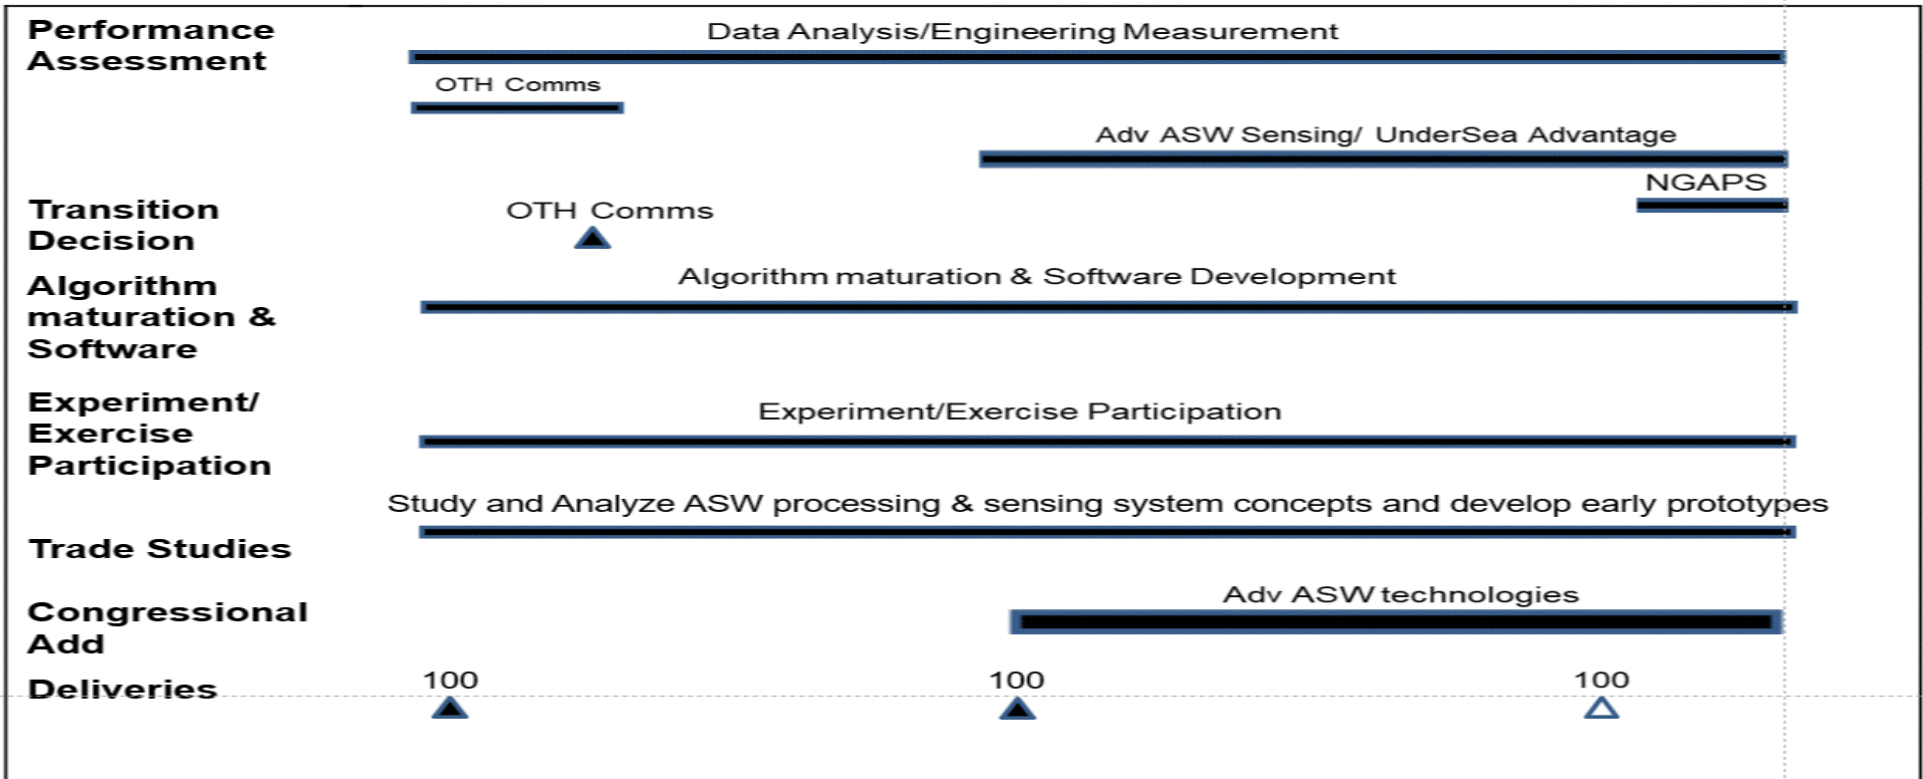 Performance
Assessment
Data Analysis/Engineering Measurement
OTH Comms
Adv ASW Sensing/ UnderSea Advantage
NGAPS
Transition
Decision
OTH Comms
Algorithm
maturation &
Software
Algorithm maturation & Software Development
Experiment/
Exercise
Participation
Experiment/Exercise Participation
Study and Analyze ASW processing & sensing system concepts and develop early prototypes
Trade Studies
Congressional
Add
Adv ASW technologies
Deliveries
100
100
100